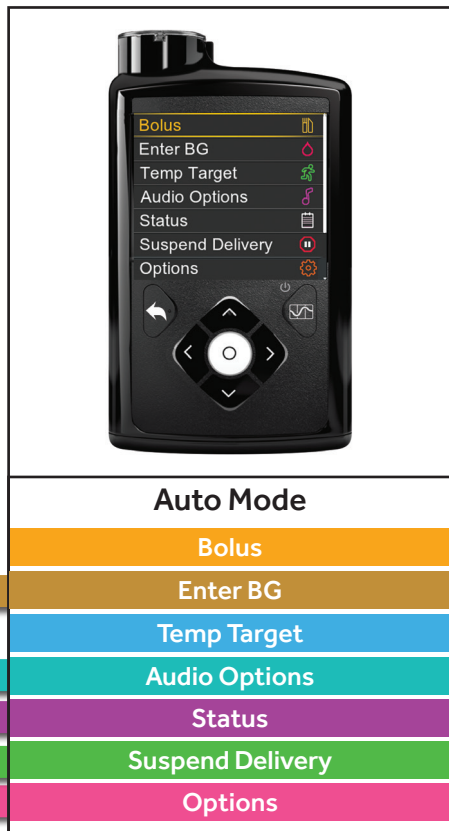 Bolus
Enter BG
Temp Target
Audio Options
Status
Suspend Delivery
Options
Auto Mode
Bolus
Enter BG
Temp Target
Audio Options
Status
Suspend Delivery
Options